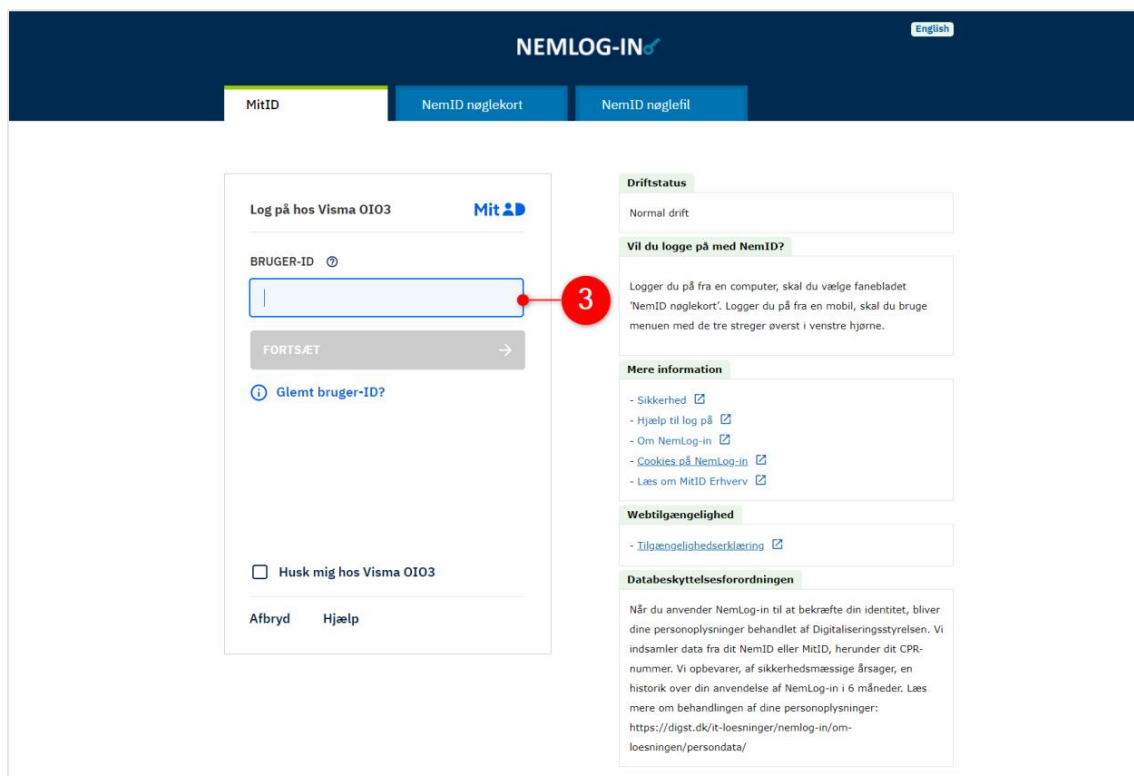 English
NEMLOG-IN
MitID
NemID nøglekort
NemID nøglefil
Log på hos Visma OIO3
Mit D
BRUGER-ID
FORTSÆT
Glemt bruger-ID?
Husk mig hos Visma OIO3
Afbryd Hjælp
3
Driftstatus
Normal drift
Vil du logge på med NemID?
Logger du på fra en computer, skal du vælge fanebladet
'NemID nøglekort'. Logger du på fra en mobil, skal du bruge
menuen med de tre streger øverst i venstre hjørne.
Mere information
- Sikkerhed
- Hjælp til log på
- Om NemLog-in
- Cookies på NemLog-in
- Læs om MitID Erhverv
Webtilgængelighed
- Tilgængelighedserklæring
Databeskyttelsesforordningen
Når du anvender NemLog-in til at bekræfte din identitet, bliver
dine personoplysninger behandlet af Digitaliseringsstyrelsen. Vi
indsamler data fra dit NemID eller MitID, herunder dit CPR-
nummer. Vi opbevarer, af sikkerhedsmæssige årsager, en
historik over din anvendelse af NemLog-in i 6 måneder. Læs
mere om behandlingen af dine personoplysninger:
https://digst.dk/it-loesninger/nemlog-in/om-
loesningen/persondata/